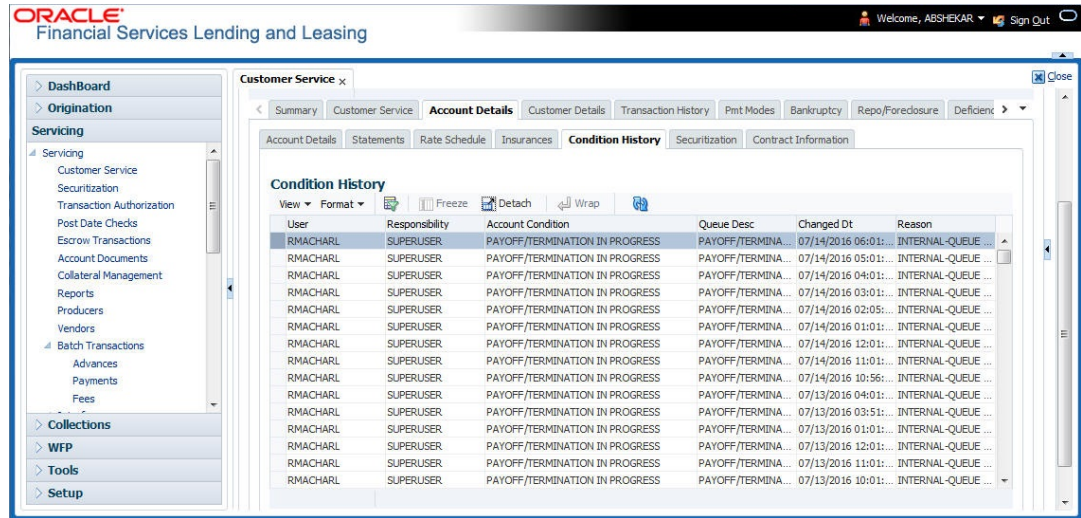 ORACLE
Financial Services Lending and Leasing
Welcome, ABSHEKAR
Sign Out
Close
DashBoard
Origination
Servicing
Servicing
Customer Service
Securitization
Transaction Authorization
Post Date Checks
Escrow Transactions
Account Documents
Collateral Management
Reports
Producers
Vendors
Batch Transactions
Advances
Payments
Fees
Collections
WFP
Tools
Setup
Customer Service x
Summary Customer Service Account Details Customer Details Transaction History Pmt Modes Bankruptcy Repo/Foreclosure Deficienc
Account Details Statements Rate Schedule Insurances Condition History Securitization Contract Information
Condition History
View Format Freeze Detach Wrap
User Responsibility Account Condition Queue Desc Changed Dt Reason
RMACHARL SUPERUSER PAYOFF/TERMINATION IN PROGRESS PAYOFF/TERMINA... 07/14/2016 06:01:... INTERNAL-QUEUE ...
RMACHARL SUPERUSER PAYOFF/TERMINATION IN PROGRESS PAYOFF/TERMINA... 07/14/2016 05:01:... INTERNAL-QUEUE ...
RMACHARL SUPERUSER PAYOFF/TERMINATION IN PROGRESS PAYOFF/TERMINA... 07/14/2016 04:01:... INTERNAL-QUEUE ...
RMACHARL SUPERUSER PAYOFF/TERMINATION IN PROGRESS PAYOFF/TERMINA... 07/14/2016 03:01:... INTERNAL-QUEUE ...
RMACHARL SUPERUSER PAYOFF/TERMINATION IN PROGRESS PAYOFF/TERMINA... 07/14/2016 02:05:... INTERNAL-QUEUE ...
RMACHARL SUPERUSER PAYOFF/TERMINATION IN PROGRESS PAYOFF/TERMINA... 07/14/2016 01:01:... INTERNAL-QUEUE ...
RMACHARL SUPERUSER PAYOFF/TERMINATION IN PROGRESS PAYOFF/TERMINA... 07/14/2016 12:01:... INTERNAL-QUEUE ...
RMACHARL SUPERUSER PAYOFF/TERMINATION IN PROGRESS PAYOFF/TERMINA... 07/14/2016 11:01:... INTERNAL-QUEUE ...
RMACHARL SUPERUSER PAYOFF/TERMINATION IN PROGRESS PAYOFF/TERMINA... 07/14/2016 10:56:... INTERNAL-QUEUE ...
RMACHARL SUPERUSER PAYOFF/TERMINATION IN PROGRESS PAYOFF/TERMINA... 07/13/2016 04:01:... INTERNAL-QUEUE ...
RMACHARL SUPERUSER PAYOFF/TERMINATION IN PROGRESS PAYOFF/TERMINA... 07/13/2016 03:51:... INTERNAL-QUEUE ...
RMACHARL SUPERUSER PAYOFF/TERMINATION IN PROGRESS PAYOFF/TERMINA... 07/13/2016 01:01:... INTERNAL-QUEUE ...
RMACHARL SUPERUSER PAYOFF/TERMINATION IN PROGRESS PAYOFF/TERMINA... 07/13/2016 12:01:... INTERNAL-QUEUE ...
RMACHARL SUPERUSER PAYOFF/TERMINATION IN PROGRESS PAYOFF/TERMINA... 07/13/2016 11:01:... INTERNAL-QUEUE ...
RMACHARL SUPERUSER PAYOFF/TERMINATION IN PROGRESS PAYOFF/TERMINA... 07/13/2016 10:01:... INTERNAL-QUEUE ...